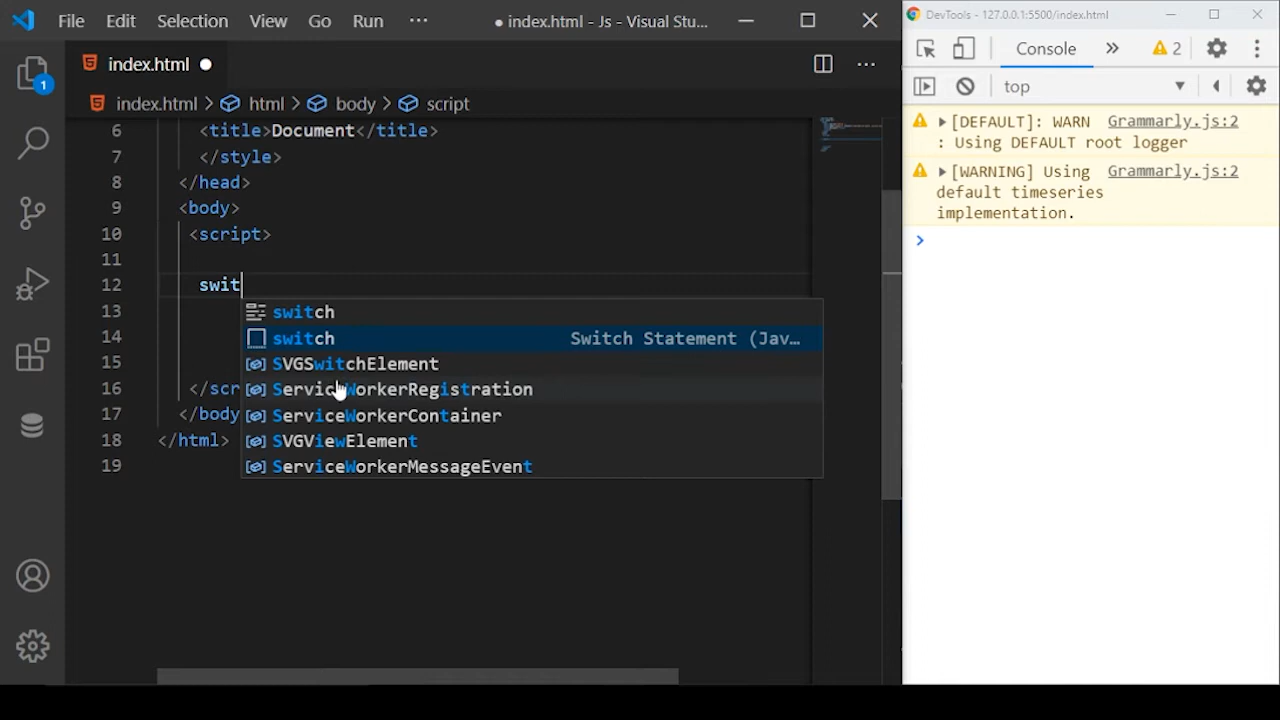 File Edit Selection View Go Run ··· ● index.html - Js - Visual Stu...
index.html ●
index.html > html > body > script
6 <title>Document</title>
7 </style>
8 </head>
9 <body>
10 <script>
11
12 swit
13
14
15
16 </scr
17 </body
18 </html>
19
switch
switch Switch Statement (Jav…
SVGSwitchElement
ServiceWorkerRegistration
ServiceWorkerContainer
SVGViewElement
ServiceWorkerMessageEvent
1
DevTools - 127.0.0.1:5500/index.html
Console » 2
top
[DEFAULT]: WARN Grammarly.js:2
: Using DEFAULT root logger
[WARNING] Using Grammarly.js:2
default timeseries
implementation.
>